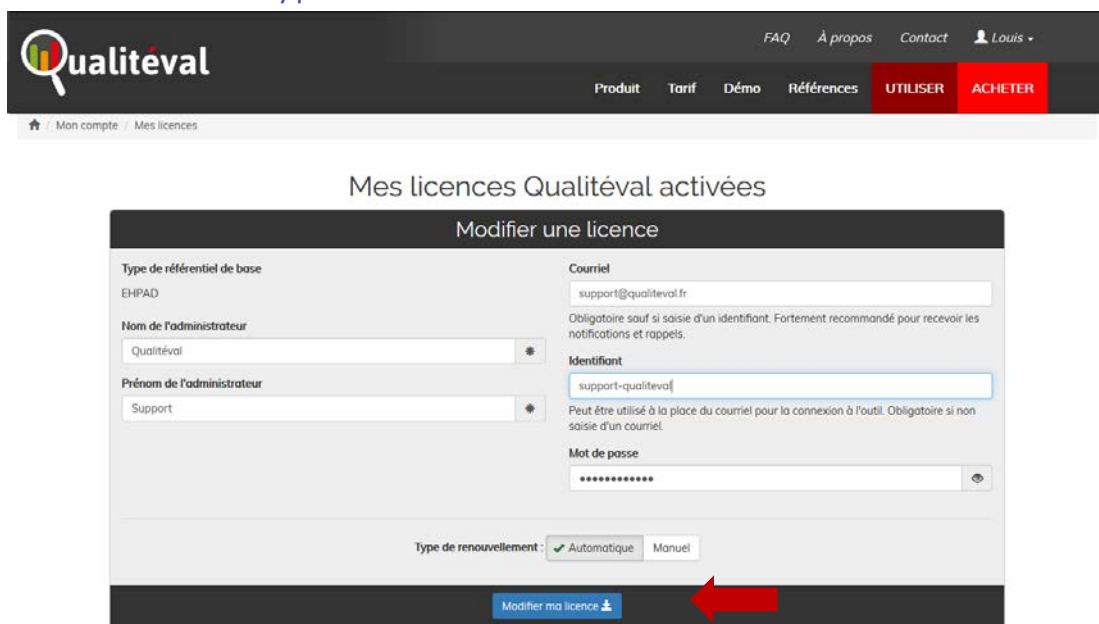 Qualitéval
FAQ À propos Contact Louis
Produit Tarif Démo Références UTILISER ACHETER
/ Mon compte / Mes licences
Mes licences Qualitéval activées
Modifier une licence
Type de référentiel de base
EHPAD
Nom de l'administrateur
Qualitéval
Prénom de l'administrateur
Support
Courriel
support@qualiteval.fr
Obligatoire sauf si saisie d'un identifiant. Fortement recommandé pour recevoir les
notifications et rappels.
Identifiant
support-qualiteval
Peut être utilisé à la place du courriel pour la connexion à l'outil. Obligatoire si non
saisie d'un courriel.
Mot de passe
••••••••••••
Type de renouvellement : Automatique Manuel
Modifier ma licence